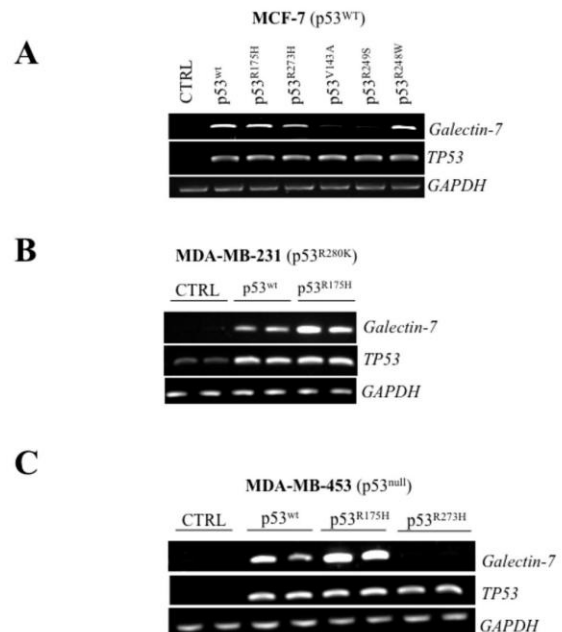 MCF-7 (p53WT)
A
CTRL
p53wt
p53R175H
p53R273H
p53V143A
p53R249S
p53R248W
Galectin-7
TP53
GAPDH
B
MDA-MB-231 (p53R280K)
CTRL p53wt p53R175H
Galectin-7
TP53
GAPDH
C
MDA-MB-453 (p53null)
CTRL p53wt p53R175H p53R273H
Galectin-7
TP53
GAPDH